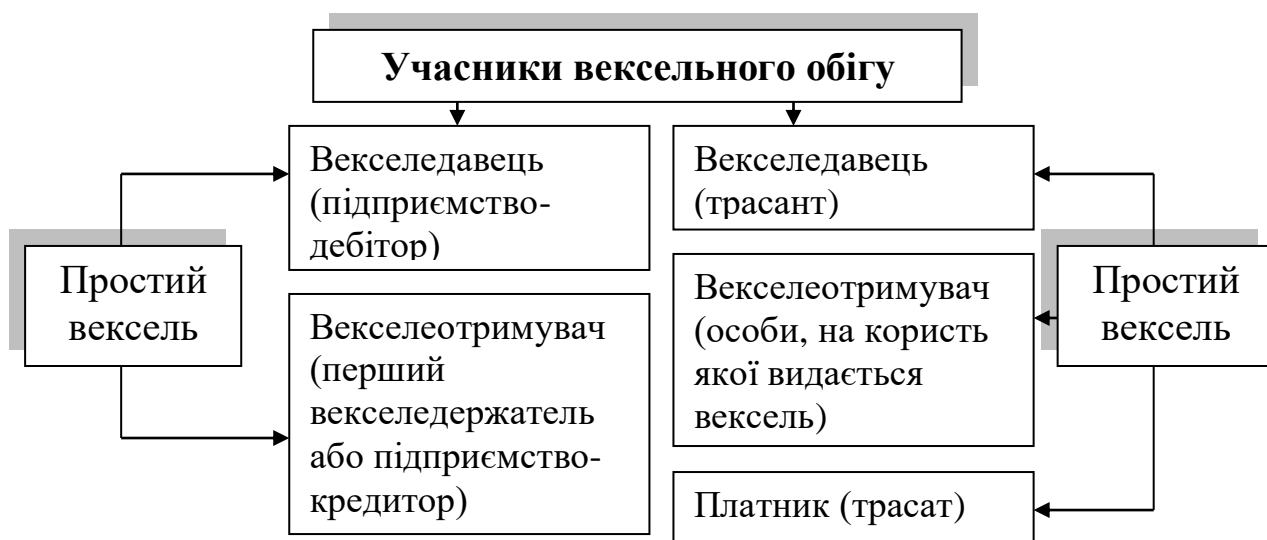 Учасники вексельного обігу
Векселедавець
(підприємство-
дебітор)
Векселедавець
(трасант)
Простий
вексель
Векселеотримувач
(перший
векседержатель
або підприємство-
кредитор)
Векселеотримувач
(особи, на користь
якої видається
вексель)
Платник (трасат)
Простий
вексель